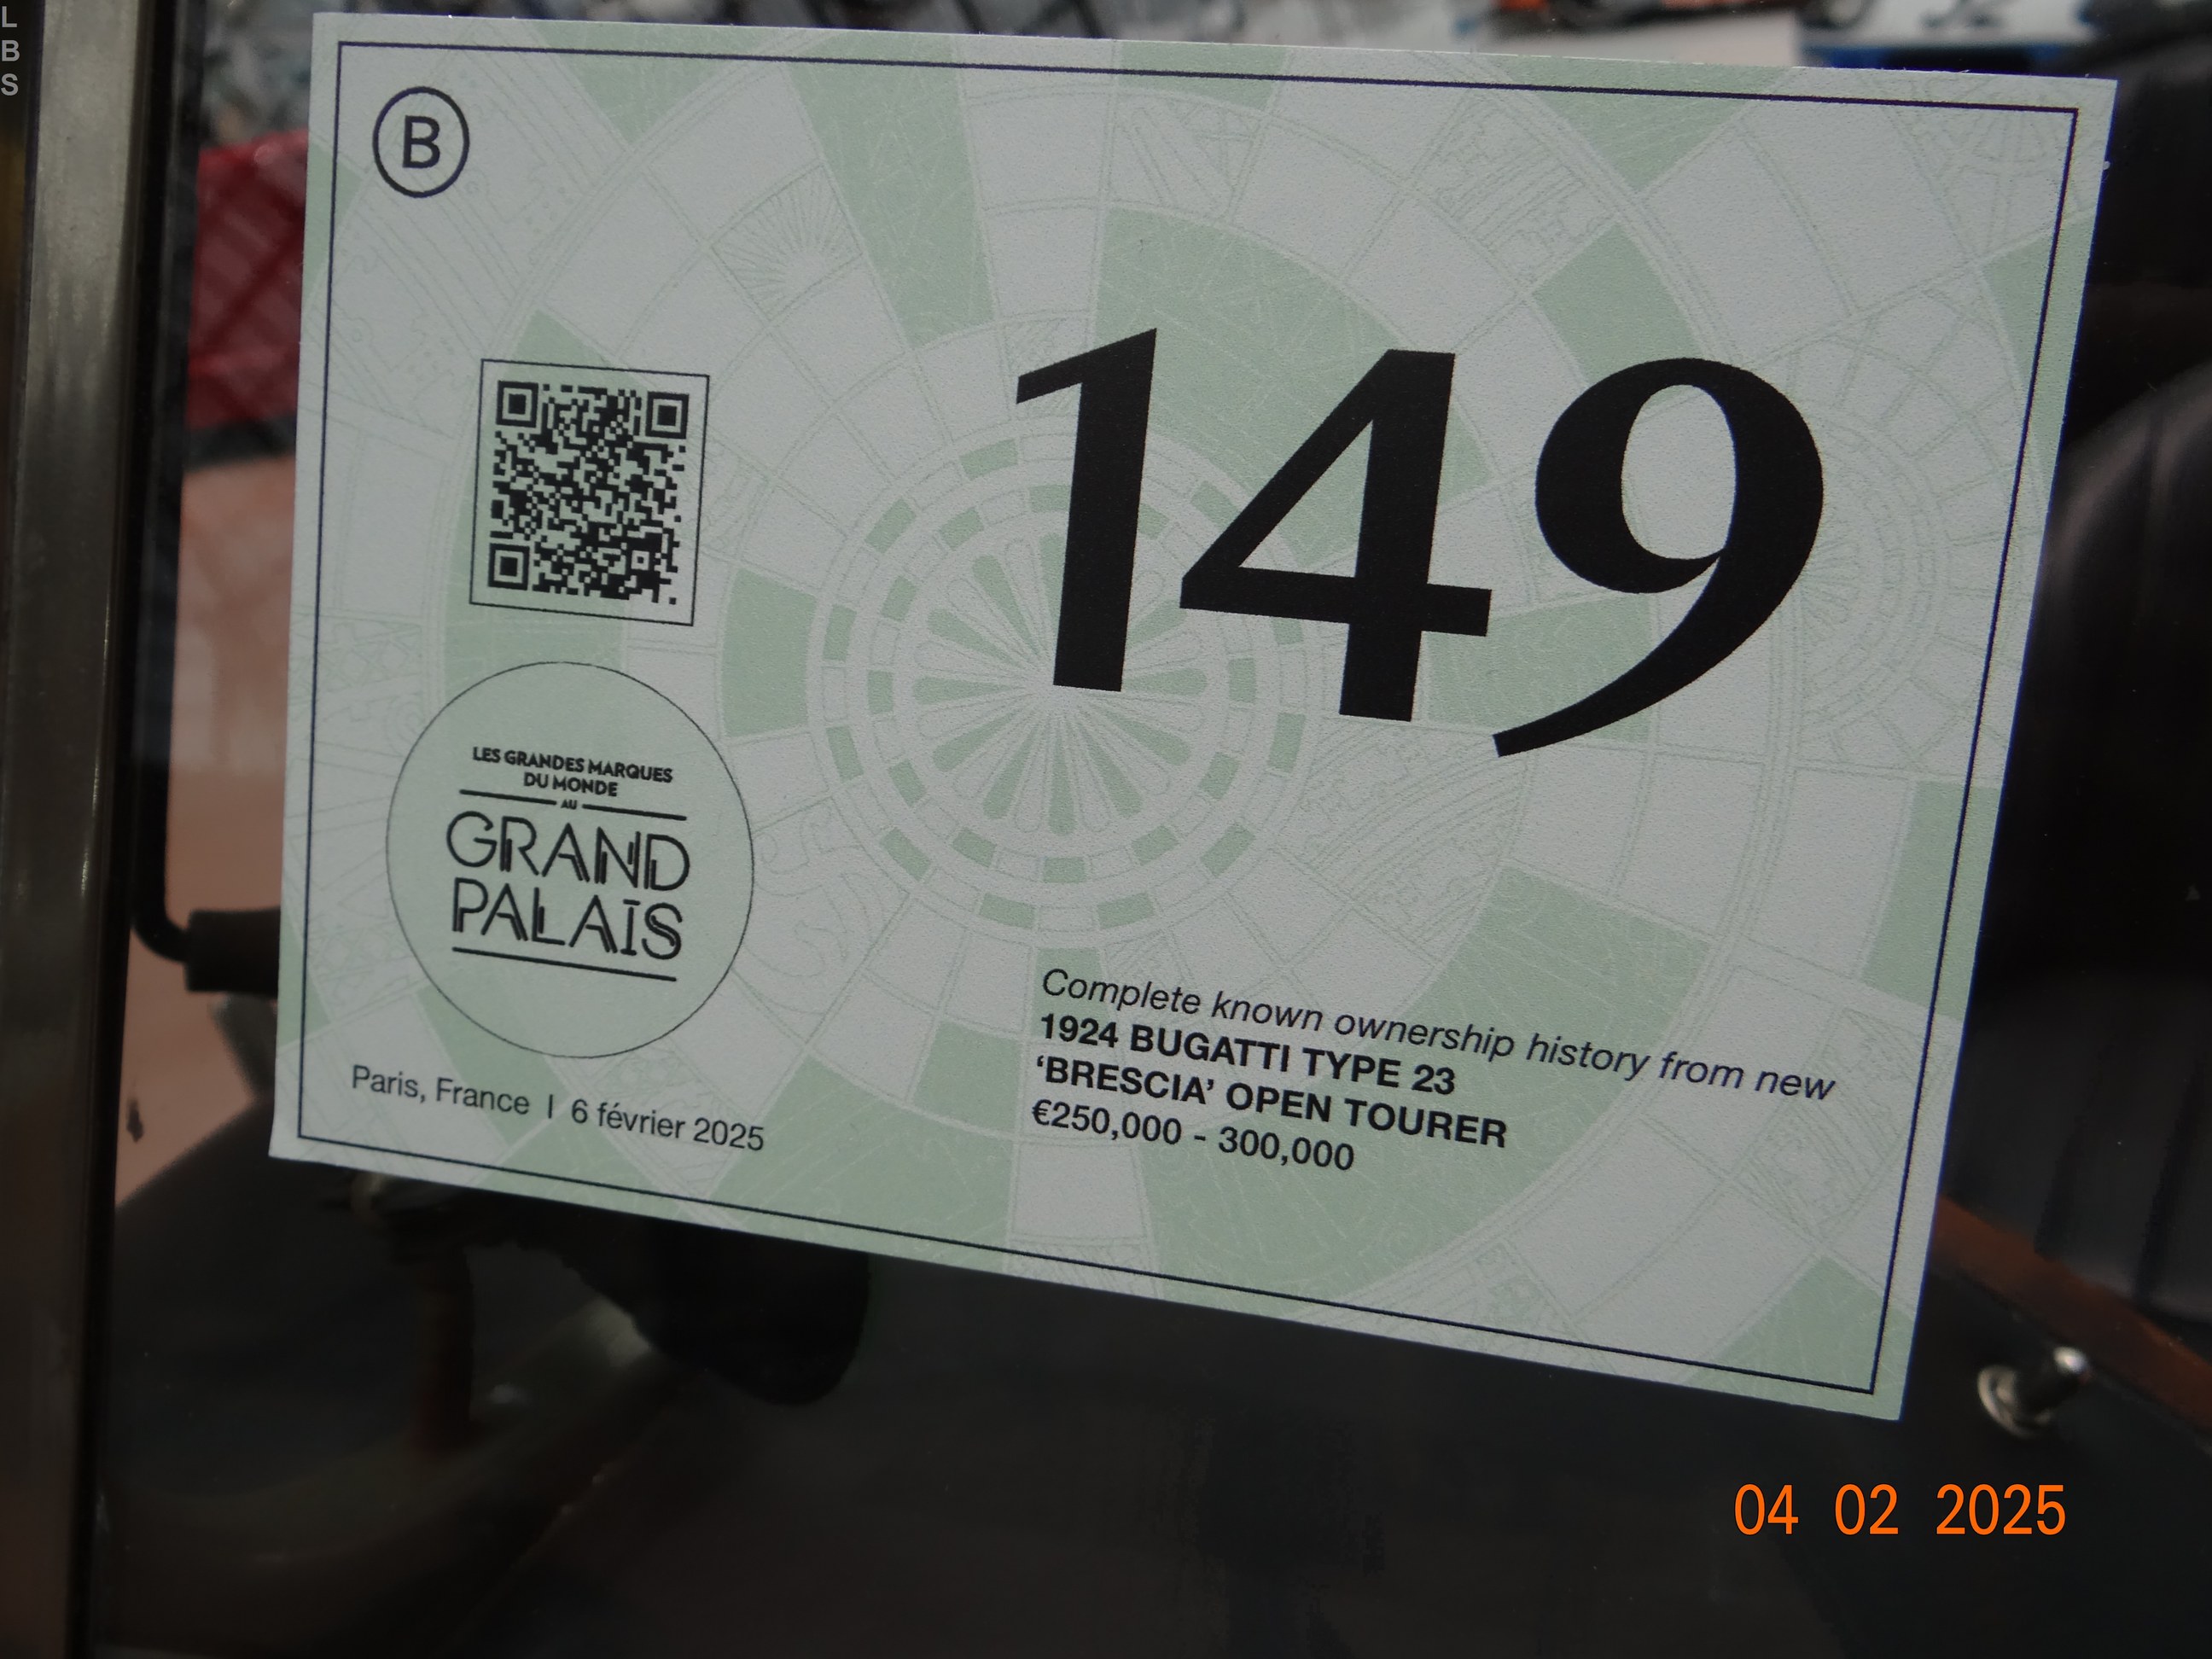 L
B
S
B
149
LES GRANDES MARQUES
DU MONDE
AU
GRAND
PALAIS
Paris, France | 6 février 2025
Complete known ownership history from new
1924 BUGATTI TYPE 23
‘BRESCIA’ OPEN TOURER
€250,000 - 300,000
04 02 2025